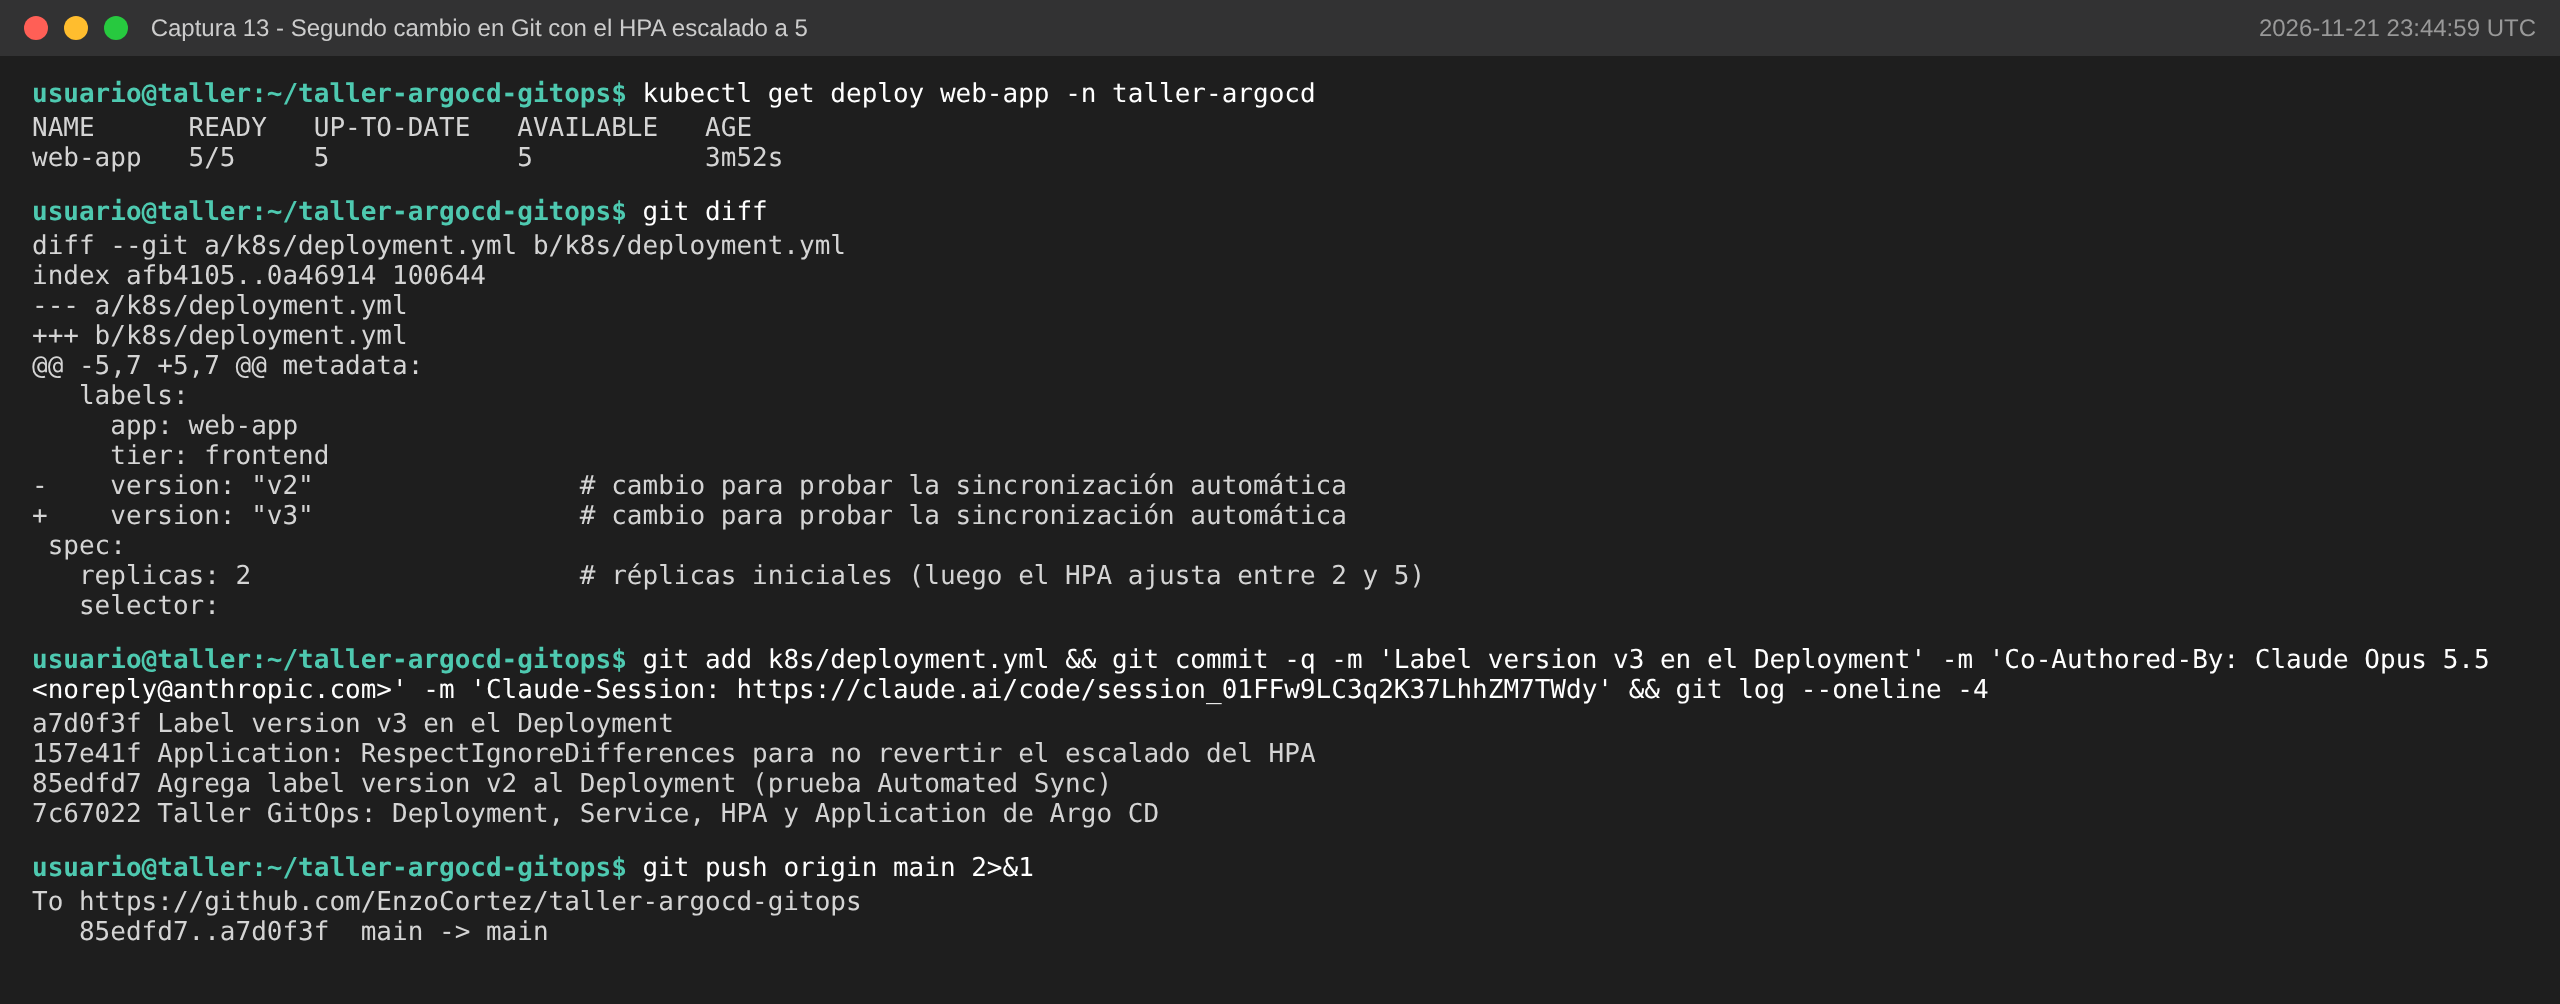 Captura 13 - Segundo cambio en Git con el HPA escalado a 5
2026-11-21 23:44:59 UTC
usuario@taller:~/taller-argocd-gitops$ kubectl get deploy web-app -n taller-argocd
NAME      READY   UP-TO-DATE   AVAILABLE   AGE
web-app   5/5     5            5           3m52s
usuario@taller:~/taller-argocd-gitops$ git diff
diff --git a/k8s/deployment.yml b/k8s/deployment.yml
index afb4105..0a46914 100644
--- a/k8s/deployment.yml
+++ b/k8s/deployment.yml
@@ -5,7 +5,7 @@ metadata:
   labels:
     app: web-app
     tier: frontend
-    version: "v2"                 # cambio para probar la sincronización automática
+    version: "v3"                 # cambio para probar la sincronización automática
 spec:
   replicas: 2                     # réplicas iniciales (luego el HPA ajusta entre 2 y 5)
   selector:
usuario@taller:~/taller-argocd-gitops$ git add k8s/deployment.yml && git commit -q -m 'Label version v3 en el Deployment' -m 'Co-Authored-By: Claude Opus 5.5
<noreply@anthropic.com>' -m 'Claude-Session: https://claude.ai/code/session_01FFw9LC3q2K37LhhZM7TWdy' && git log --oneline -4
a7d0f3f Label version v3 en el Deployment
157e41f Application: RespectIgnoreDifferences para no revertir el escalado del HPA
85edfd7 Agrega label version v2 al Deployment (prueba Automated Sync)
7c67022 Taller GitOps: Deployment, Service, HPA y Application de Argo CD
usuario@taller:~/taller-argocd-gitops$ git push origin main 2>&1
To https://github.com/EnzoCortez/taller-argocd-gitops
   85edfd7..a7d0f3f  main -> main